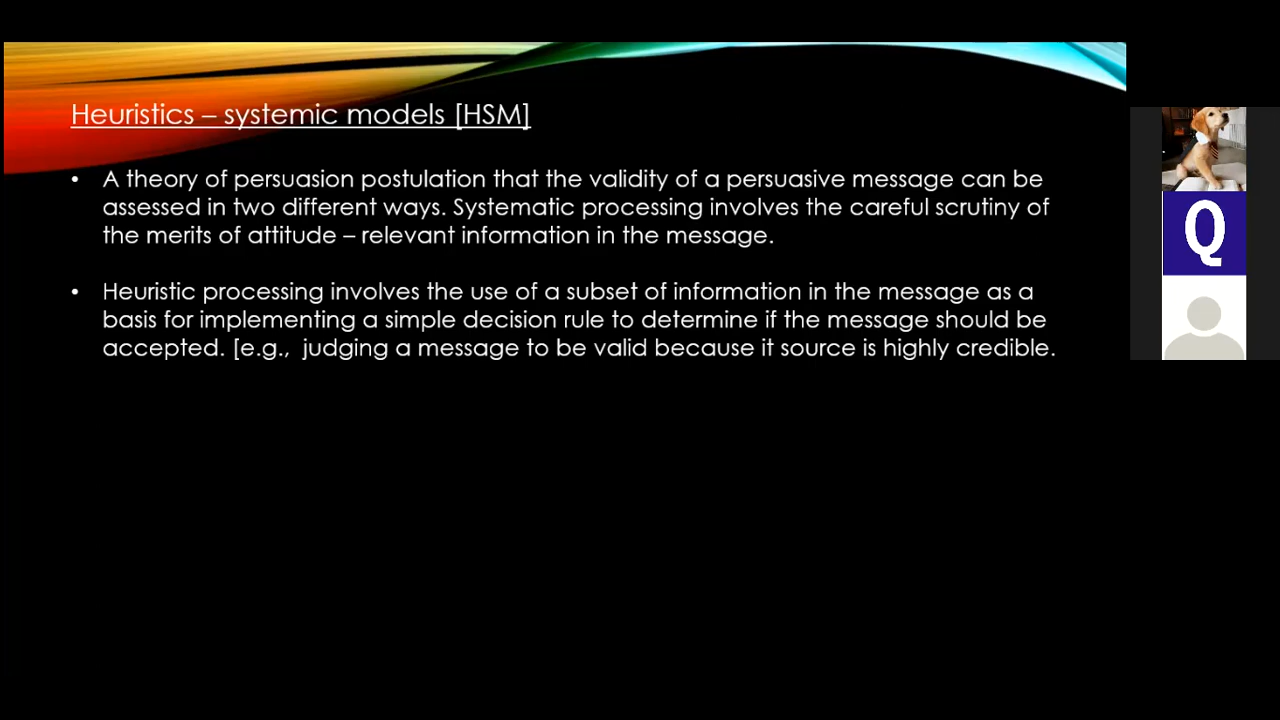 Heuristics – systemic models [HSM]
• A theory of persuasion postulation that the validity of a persuasive message can be
assessed in two different ways. Systematic processing involves the careful scrutiny of
the merits of attitude – relevant information in the message.
• Heuristic processing involves the use of a subset of information in the message as a
basis for implementing a simple decision rule to determine if the message should be
accepted. [e.g., judging a message to be valid because it source is highly credible.
Q